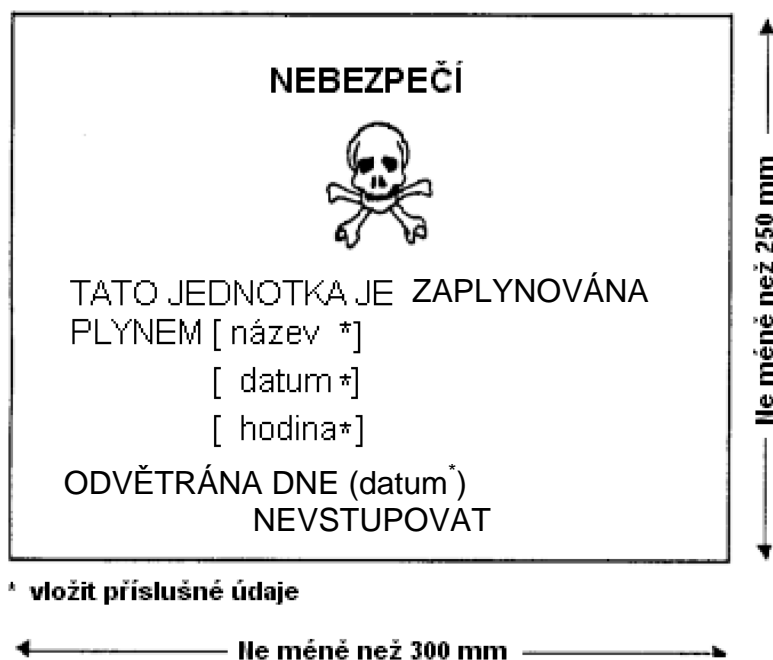 NEBEZPEČÍ
TATO JEDNOTKA JE ZAPLYNOVÁNA
PLYNEM [ název *]
[ datum *]
[ hodina*]
ODVĚTRÁNA DNE (datum*)
NEVSTUPOVAT
* vložit příslušné údaje
Ne méně než 300 mm
Ne méně než 250 mm